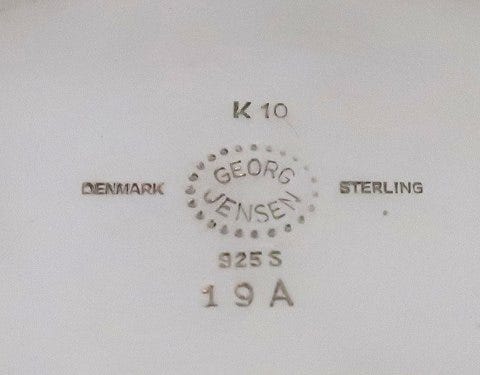 K 10
GEORG
DENMARK JENSEN STERLING
925 S
19 A